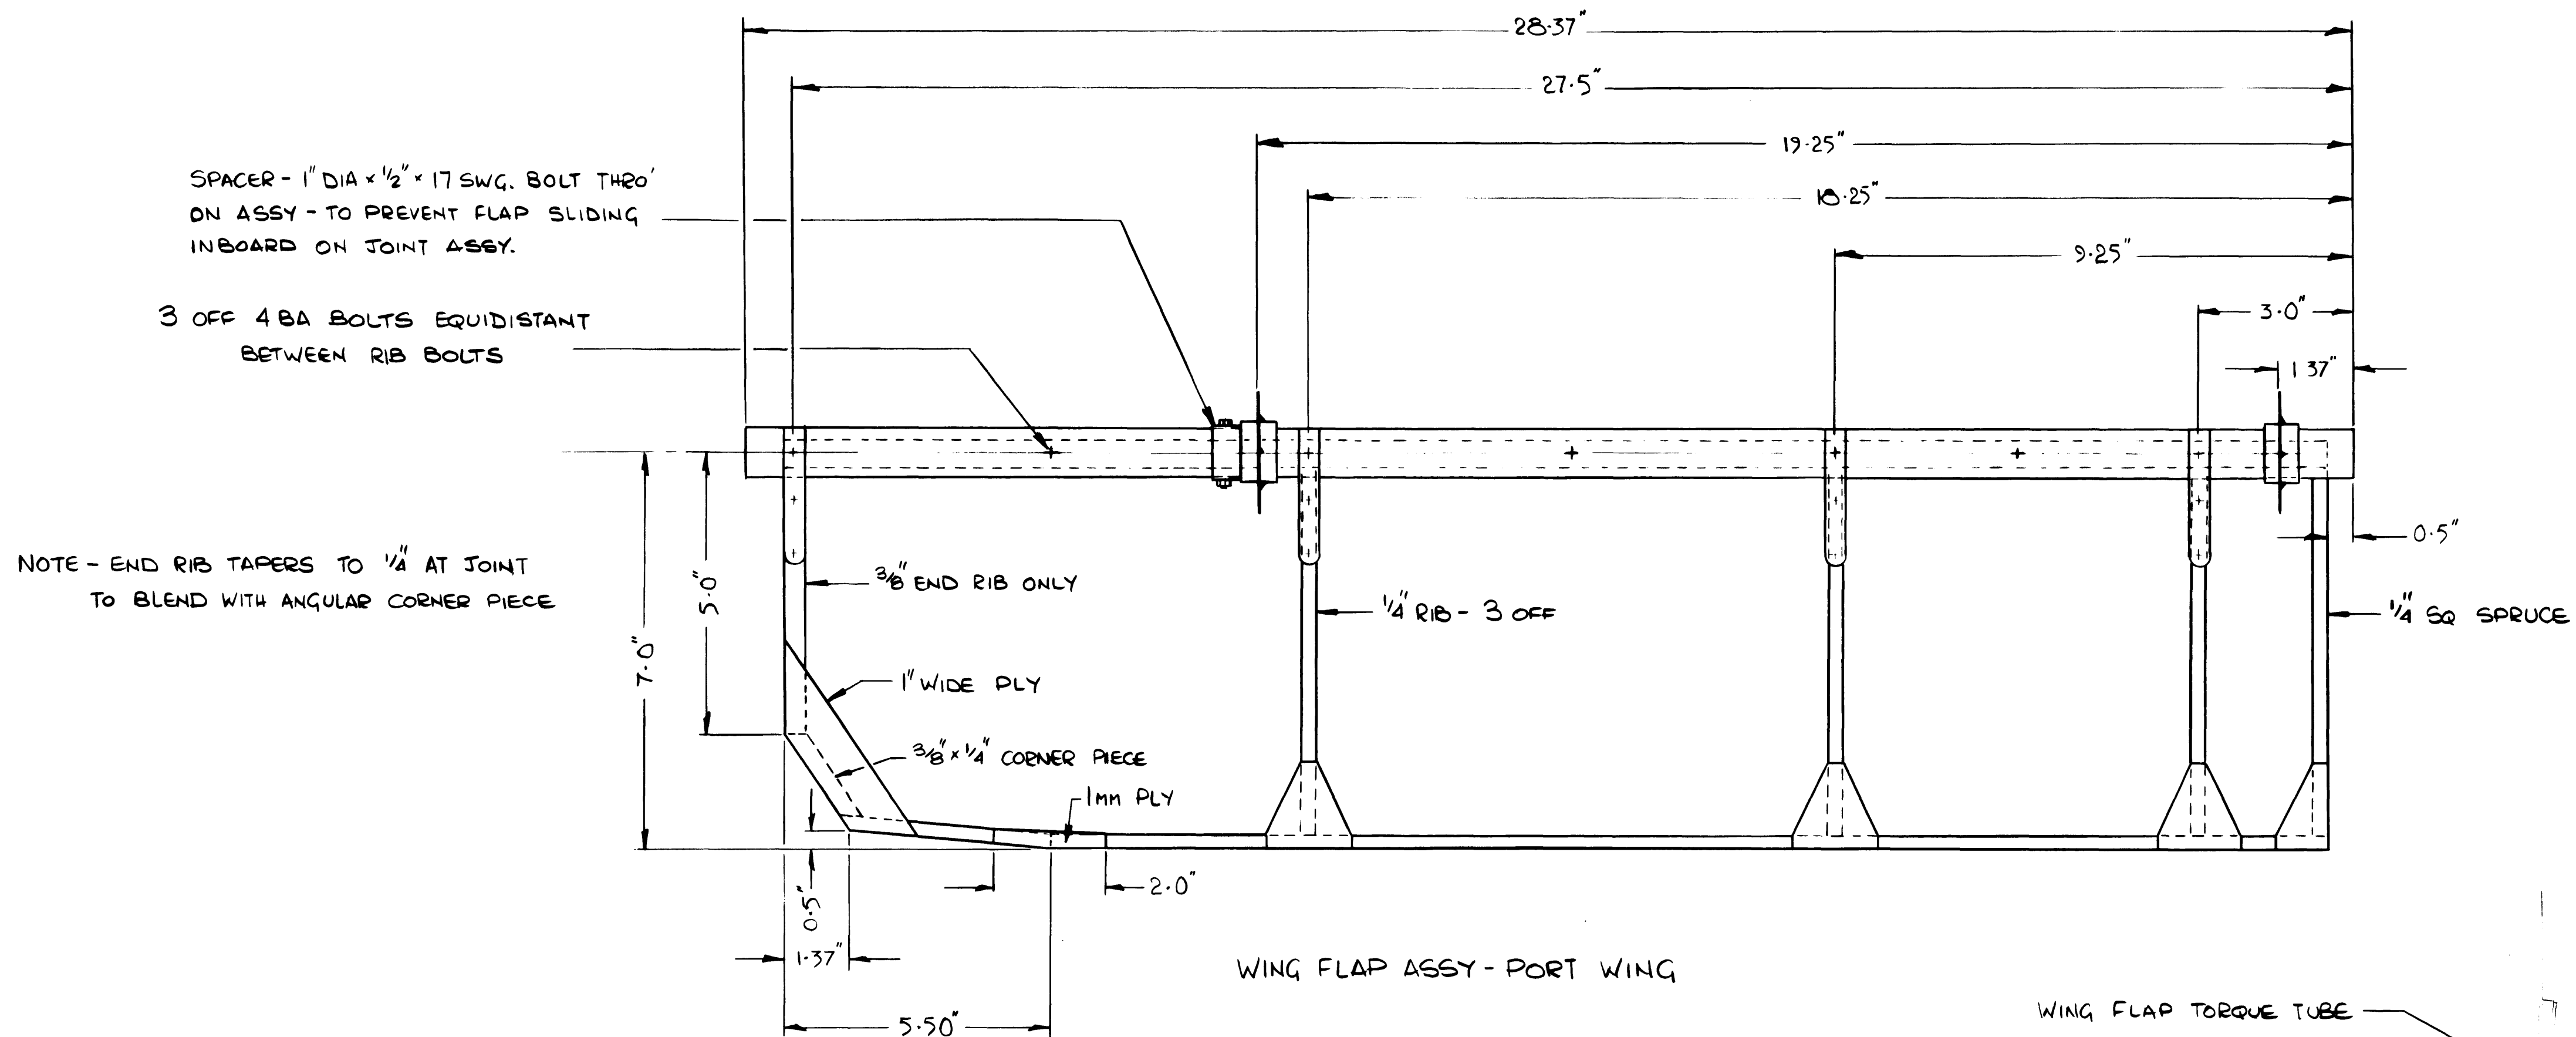 28·37"
27·5"
19·25"
18·25"
9·25"
3·0"
1 37"
SPACER - 1" DIA × 1/2" × 17 SWG. BOLT THRO'
ON ASSY - TO PREVENT FLAP SLIDING
INBOARD ON JOINT ASSY.
3 OFF 4 BA BOLTS EQUIDISTANT
BETWEEN RIB BOLTS
NOTE - END RIB TAPERS TO 1/4" AT JOINT
TO BLEND WITH ANGULAR CORNER PIECE
7·0"
5·0"
3/8" END RIB ONLY
1/4" RIB - 3 OFF
0·5"
1/4" SQ SPRUCE
1" WIDE PLY
3/8" × 1/4" CORNER PIECE
1MM PLY
0·5"
2·0"
1·37"
5·50"
WING FLAP ASSY - PORT WING
WING FLAP TORQUE TUBE